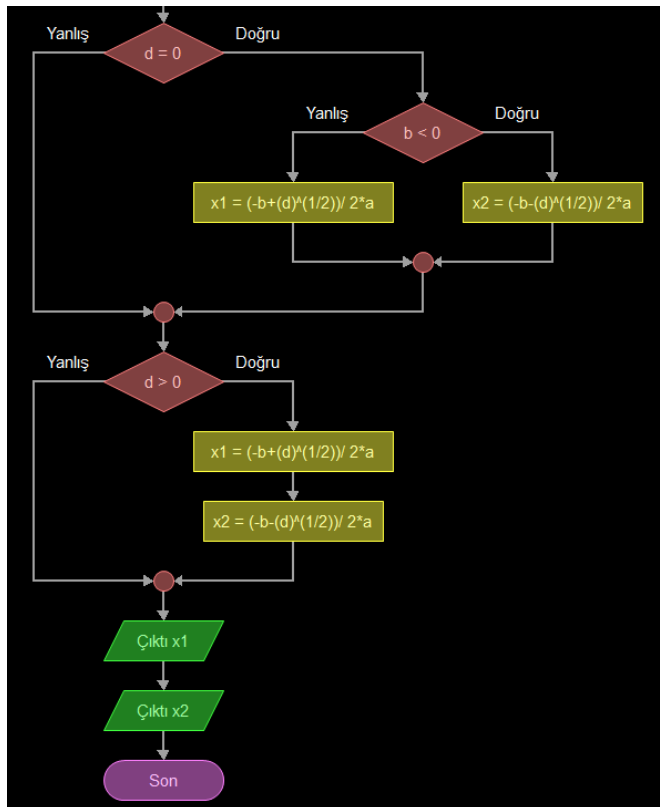 Yanlış
d = 0
Doğru
Yanlış
b < 0
Doğru
x1 = (-b+(d)^(1/2))/ 2*a
x2 = (-b-(d)^(1/2))/ 2*a
Yanlış
d > 0
Doğru
x1 = (-b+(d)^(1/2))/ 2*a
x2 = (-b-(d)^(1/2))/ 2*a
Çıktı x1
Çıktı x2
Son